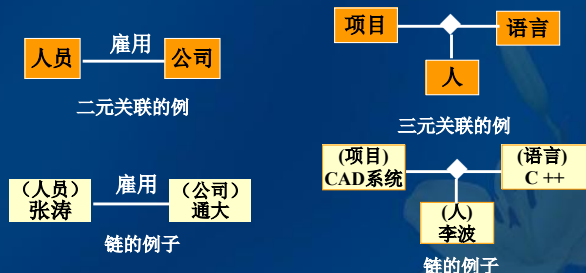 人员
雇用
公司
二元关联的例
项目
语言
人
三元关联的例
（人员）
张涛
雇用
（公司）
通大
链的例子
(项目)
CAD系统
(语言)
C ++
(人)
李波
链的例子